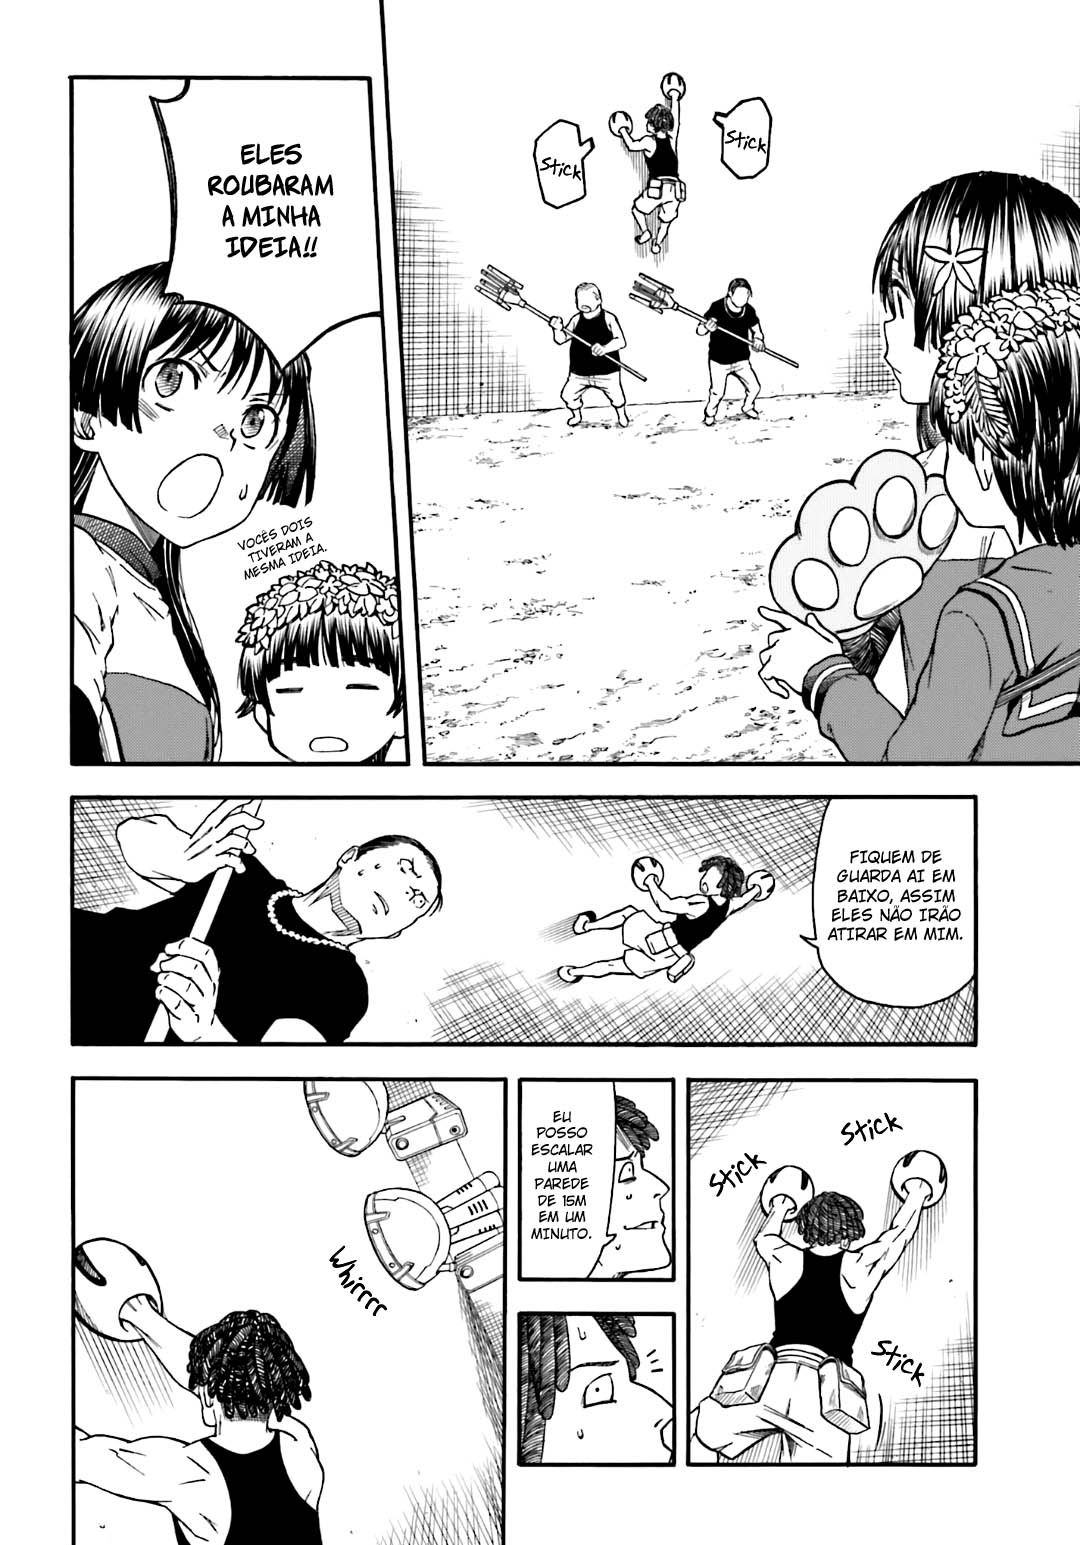 Stick
Stick
ELES
ROUBARAM
A MINHA
IDEIA!!
VOCÊS DOIS
TIVERAM A
MESMA IDEIA.
FIQUEM DE
GUARDA AI EM
BAIXO, ASSIM
ELES NÃO IRÃO
ATIRAR EM MIM.
Stick
Stick
Stick
EU
POSSO
ESCALAR
UMA
PAREDE
DE 15M
EM UM
MINUTO.
Whirrrr